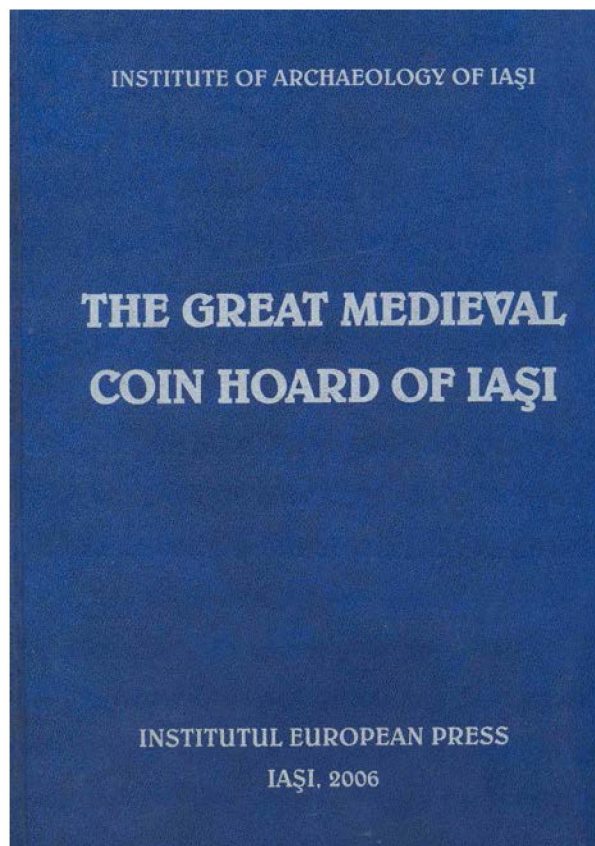 INSTITUTE OF ARCHAEOLOGY OF IAŞI
THE GREAT MEDIEVAL
COIN HOARD OF IAŞI
INSTITUTUL EUROPEAN PRESS
IAŞI, 2006